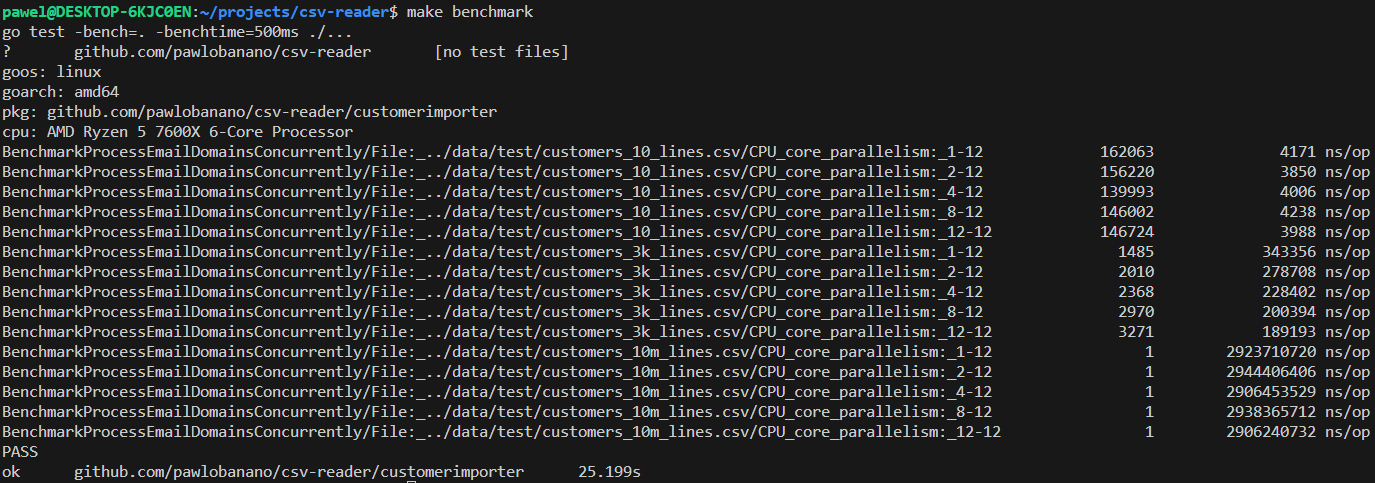 pawel@DESKTOP-6KJC0EN:~/projects/csv-reader$ make benchmark
go test -bench=. -benchtime=500ms ./...
?       github.com/pawlobanano/csv-reader       [no test files]
goos: linux
goarch: amd64
pkg: github.com/pawlobanano/csv-reader/customerimporter
cpu: AMD Ryzen 5 7600X 6-Core Processor
BenchmarkProcessEmailDomainsConcurrently/File:_../data/test/customers_10_lines.csv/CPU_core_parallelism:_1-12             162063              4171 ns/op
BenchmarkProcessEmailDomainsConcurrently/File:_../data/test/customers_10_lines.csv/CPU_core_parallelism:_2-12             156220              3850 ns/op
BenchmarkProcessEmailDomainsConcurrently/File:_../data/test/customers_10_lines.csv/CPU_core_parallelism:_4-12             139993              4006 ns/op
BenchmarkProcessEmailDomainsConcurrently/File:_../data/test/customers_10_lines.csv/CPU_core_parallelism:_8-12             146002              4238 ns/op
BenchmarkProcessEmailDomainsConcurrently/File:_../data/test/customers_10_lines.csv/CPU_core_parallelism:_12-12            146724              3988 ns/op
BenchmarkProcessEmailDomainsConcurrently/File:_../data/test/customers_3k_lines.csv/CPU_core_parallelism:_1-12               1485            343356 ns/op
BenchmarkProcessEmailDomainsConcurrently/File:_../data/test/customers_3k_lines.csv/CPU_core_parallelism:_2-12               2010            278708 ns/op
BenchmarkProcessEmailDomainsConcurrently/File:_../data/test/customers_3k_lines.csv/CPU_core_parallelism:_4-12               2368            228402 ns/op
BenchmarkProcessEmailDomainsConcurrently/File:_../data/test/customers_3k_lines.csv/CPU_core_parallelism:_8-12               2970            200394 ns/op
BenchmarkProcessEmailDomainsConcurrently/File:_../data/test/customers_3k_lines.csv/CPU_core_parallelism:_12-12              3271            189193 ns/op
BenchmarkProcessEmailDomainsConcurrently/File:_../data/test/customers_10m_lines.csv/CPU_core_parallelism:_1-12                 1        2923710720 ns/op
BenchmarkProcessEmailDomainsConcurrently/File:_../data/test/customers_10m_lines.csv/CPU_core_parallelism:_2-12                 1        2944406406 ns/op
BenchmarkProcessEmailDomainsConcurrently/File:_../data/test/customers_10m_lines.csv/CPU_core_parallelism:_4-12                 1        2906453529 ns/op
BenchmarkProcessEmailDomainsConcurrently/File:_../data/test/customers_10m_lines.csv/CPU_core_parallelism:_8-12                 1        2938365712 ns/op
BenchmarkProcessEmailDomainsConcurrently/File:_../data/test/customers_10m_lines.csv/CPU_core_parallelism:_12-12                1        2906240732 ns/op
PASS
ok      github.com/pawlobanano/csv-reader/customerimporter      25.199s